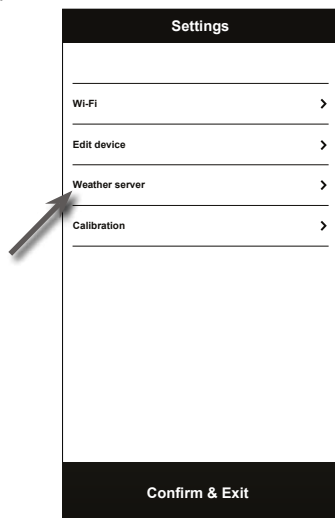 Settings
Wi-Fi
Edit device
Weather server
Calibration
Confirm & Exit